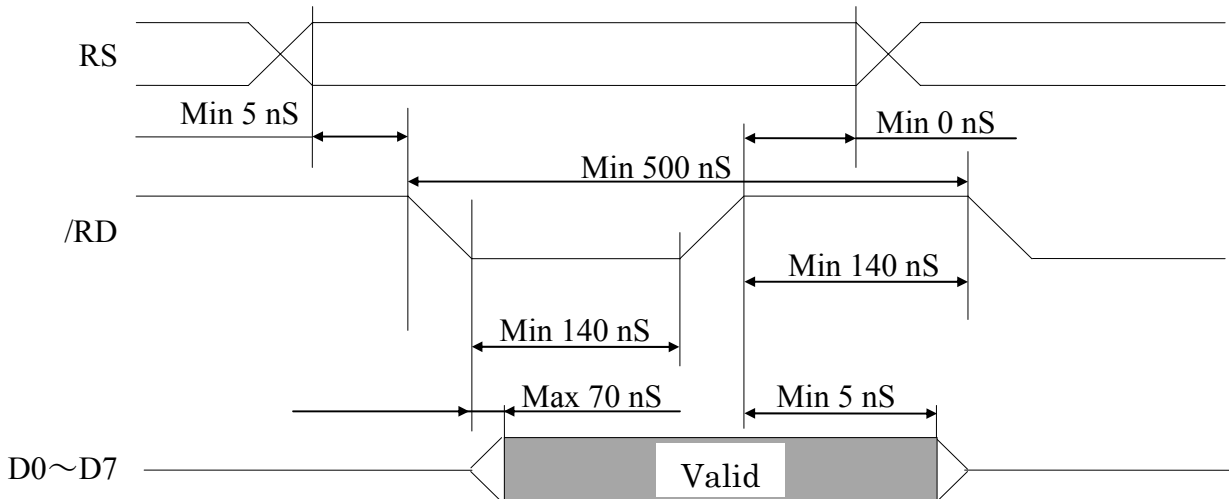 RS
Min 5 nS
Min 0 nS
Min 500 nS
/RD
Min 140 nS
Min 140 nS
Max 70 nS
Min 5 nS
D0～D7
Valid